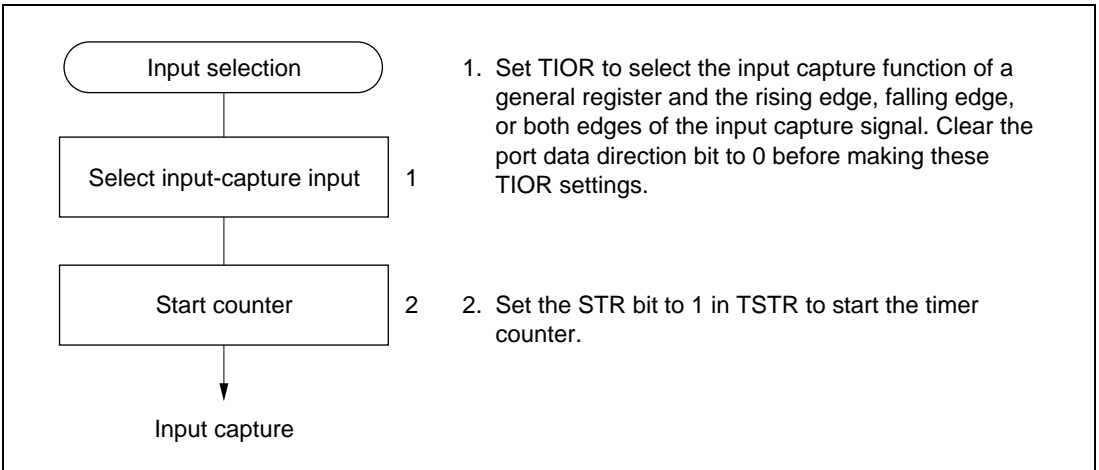 Input selection
Select input-capture input 1
Start counter 2
Input capture
1. Set TIOR to select the input capture function of a
general register and the rising edge, falling edge,
or both edges of the input capture signal. Clear the
port data direction bit to 0 before making these
TIOR settings.
2. Set the STR bit to 1 in TSTR to start the timer
counter.